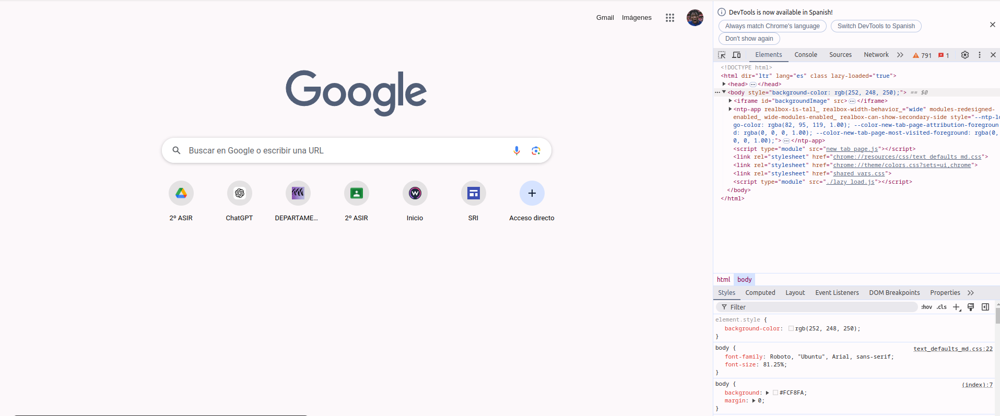 Gmail Imágenes
Google
Buscar en Google o escribir una URL
2º ASIR ChatGPT DEPARTAME... 2º ASIR Inicio SRI Acceso directo
DevTools is now available in Spanish!
Always match Chrome's language Switch DevTools to Spanish
Don't show again
Elements Console Sources Network 791 1
<!DOCTYPE html>
<html dir="ltr" lang="es" class lazy-loaded="true">
<head> </head>
<body style="background-color: rgb(252, 248, 250);"> == $0
<iframe id="backgroundImage" src> </iframe>
<ntp-app realbox-is-tall_ realbox-width-behavior_="wide" modules-redesigned-
enabled_ wide-modules-enabled_ realbox-can-show-secondary-side style="--ntp-lo
go-color: rgba(82, 95, 119, 1.00); --color-new-tab-page-attribution-foregroun
d: rgba(0, 0, 0, 1.00); --color-new-tab-page-most-visited-foreground: rgba(0,
0, 0, 1.00);"> </ntp-app>
<script type="module" src="new_tab_page.js"></script>
<link rel="stylesheet" href="chrome://resources/css/text_defaults_md.css">
<link rel="stylesheet" href="chrome://theme/colors.css?sets=ui,chrome">
<link rel="stylesheet" href="shared_vars.css">
<script type="module" src="./lazy_load.js"></script>
</body>
</html>
html body
Styles Computed Layout Event Listeners DOM Breakpoints Properties
Filter :hov .cls
element.style {
background-color: rgb(252, 248, 250);
}
body { text_defaults_md.css:22
font-family: Roboto, "Ubuntu", Arial, sans-serif;
font-size: 81.25%;
}
body { (index):7
background: #FCF8FA;
margin: 0;
}